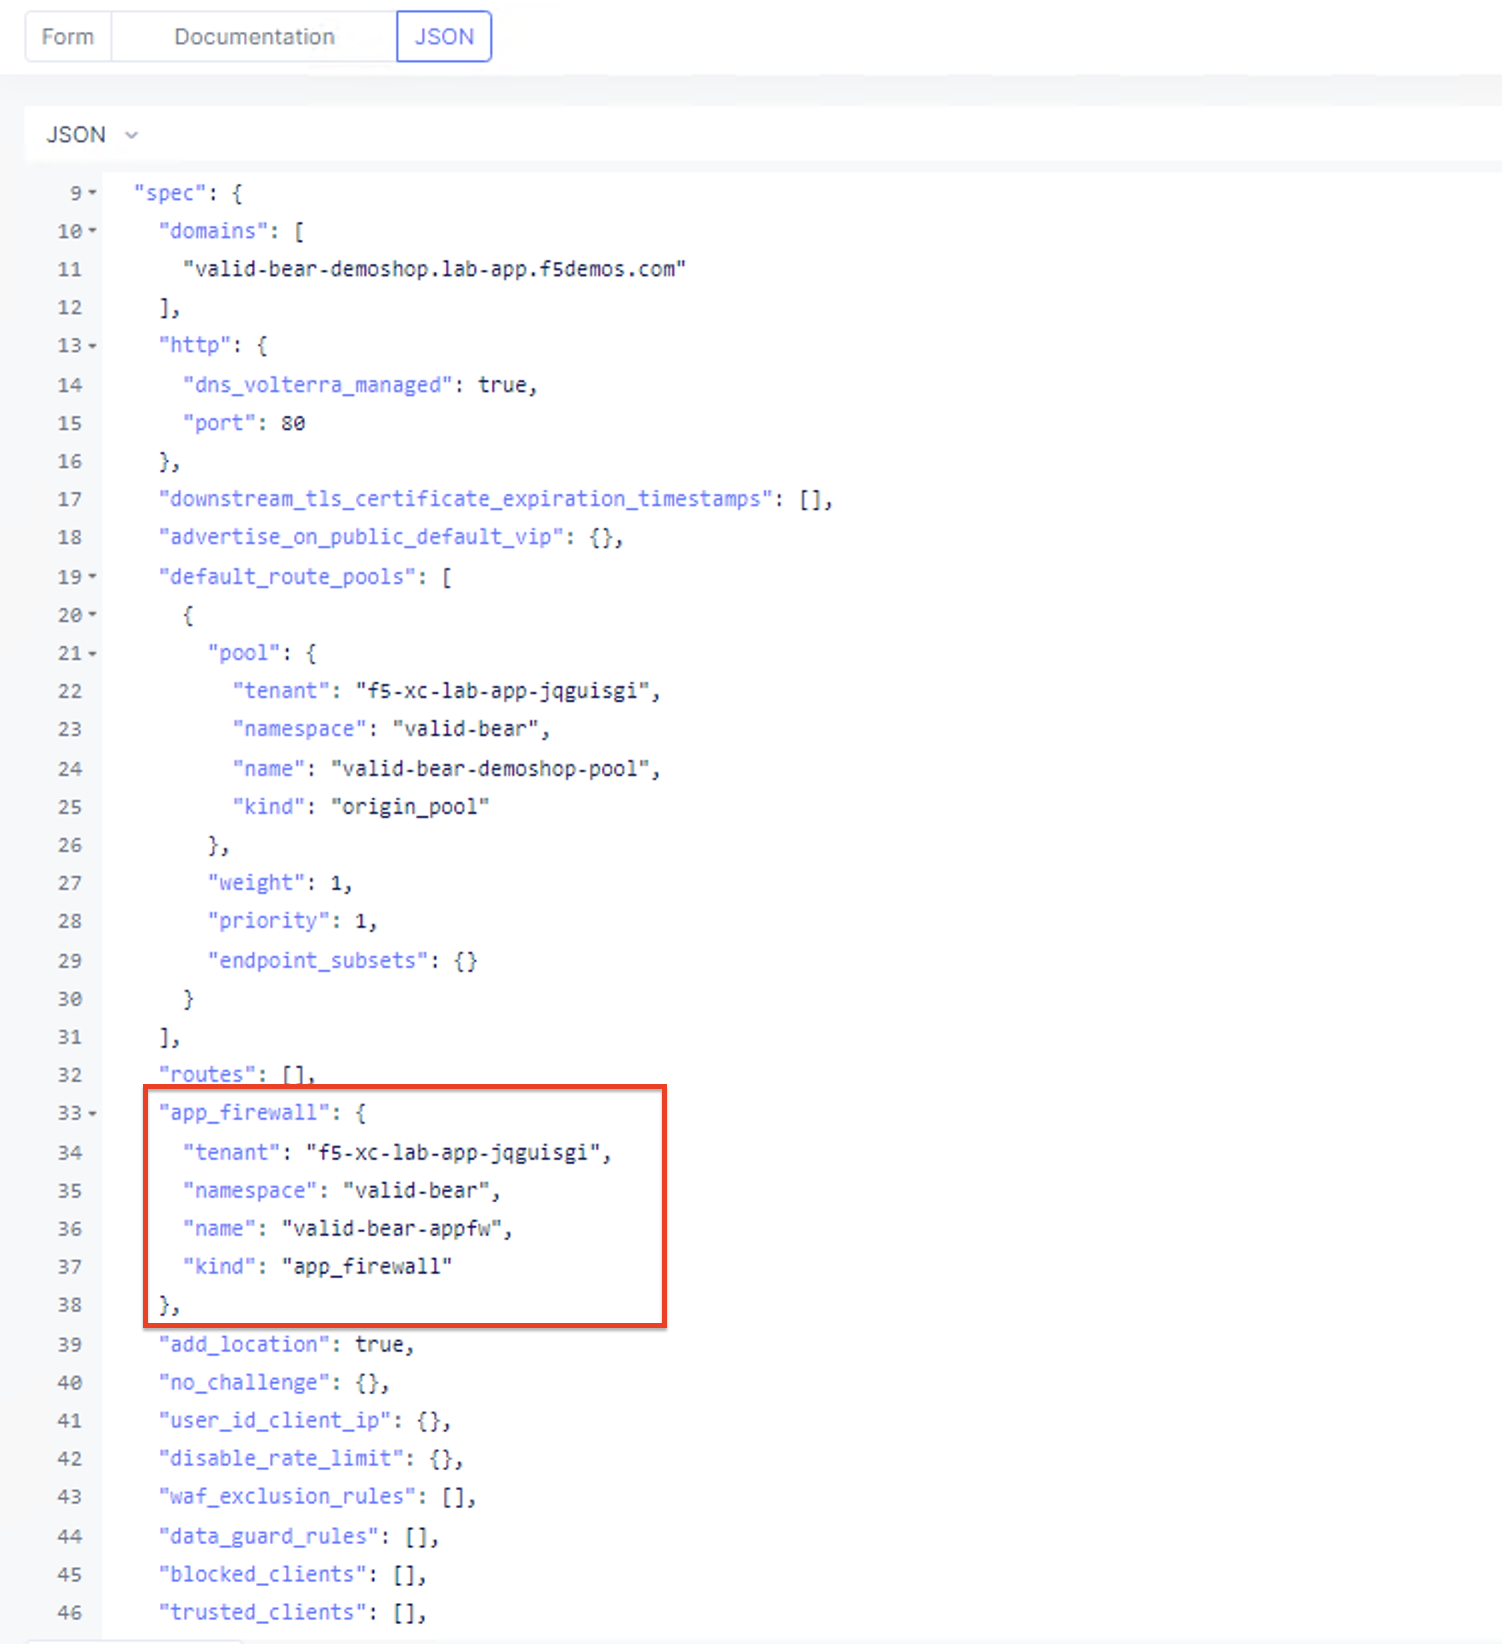 Form Documentation JSON
JSON
9 "spec": {
10 "domains": [
11 "valid-bear-demoshop.lab-app.f5demos.com"
12 ],
13 "http": {
14 "dns_volterra_managed": true,
15 "port": 80
16 },
17 "downstream_tls_certificate_expiration_timestamps": [],
18 "advertise_on_public_default_vip": {},
19 "default_route_pools": [
20 {
21 "pool": {
22 "tenant": "f5-xc-lab-app-jqguisgi",
23 "namespace": "valid-bear",
24 "name": "valid-bear-demoshop-pool",
25 "kind": "origin_pool"
26 },
27 "weight": 1,
28 "priority": 1,
29 "endpoint_subsets": {}
30 }
31 ],
32 "routes": [],
33 "app_firewall": {
34 "tenant": "f5-xc-lab-app-jqguisgi",
35 "namespace": "valid-bear",
36 "name": "valid-bear-appfw",
37 "kind": "app_firewall"
38 },
39 "add_location": true,
40 "no_challenge": {},
41 "user_id_client_ip": {},
42 "disable_rate_limit": {},
43 "waf_exclusion_rules": [],
44 "data_guard_rules": [],
45 "blocked_clients": [],
46 "trusted_clients": [],